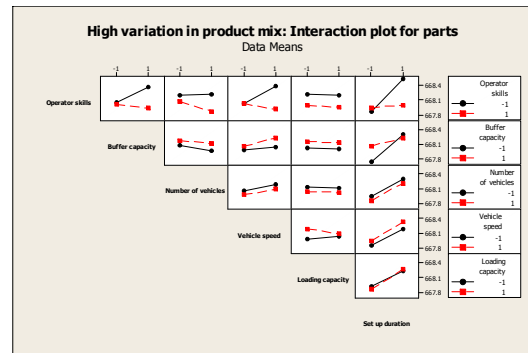 High variation in product mix: Interaction plot for parts
Data Means
-1 1 -1 1 -1 1
-1 1 -1 1
Operator skills
668.4
668.1
667.8
Operator
skills
-1
1
Buffer capacity
668.4
668.1
667.8
Buffer
capacity
-1
1
Number of vehicles
668.4
668.1
667.8
Number
of vehicles
-1
1
Vehicle speed
668.4
668.1
667.8
Vehicle
speed
-1
1
Loading capacity
668.4
668.1
667.8
Loading
capacity
-1
1
Set up duration